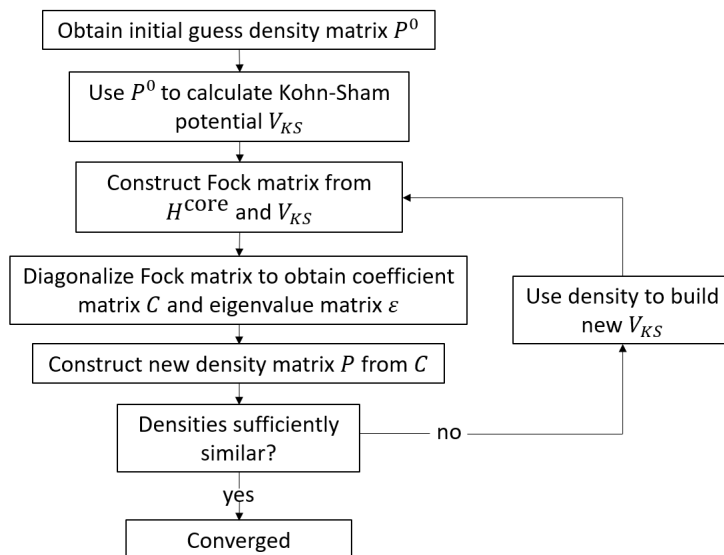 Obtain initial guess density matrix P⁰
Use P⁰ to calculate Kohn-Sham
potential V_KS
Construct Fock matrix from
H^core and V_KS
Diagonalize Fock matrix to obtain coefficient
matrix C and eigenvalue matrix ε
Use density to build
new V_KS
Construct new density matrix P from C
Densities sufficiently
similar?
no
yes
Converged